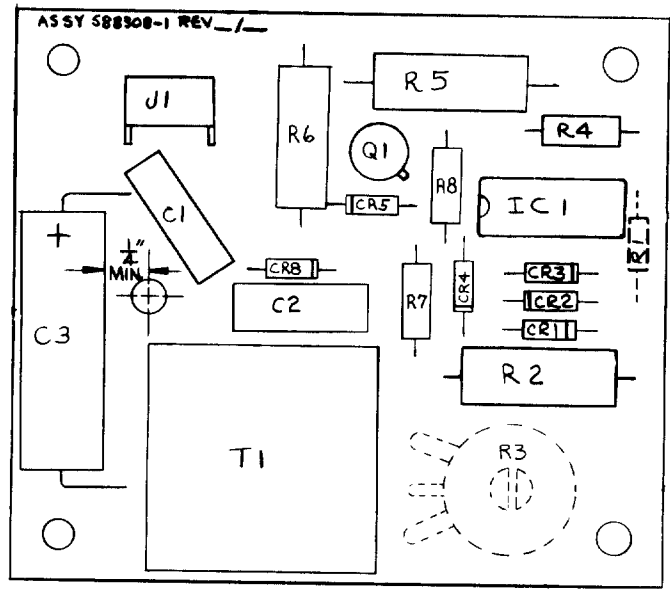 ASSY 588308-1 REV_/_
J1
R5
R6
Q1
R4
C1
R8
IC1
CR5
R1
+
1/4" MIN.
CR8
CR4
CR3
C2
R7
CR2
C3
CR1
R2
T1
R3